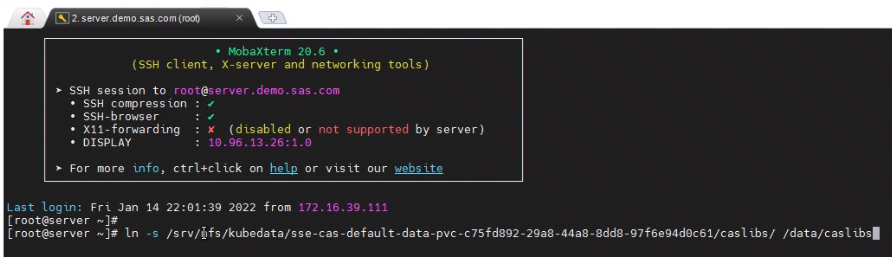 2. server.demo.sas.com (root)
• MobaXterm 20.6 •
(SSH client, X-server and networking tools)
➤ SSH session to root@server.demo.sas.com
• SSH compression : ✔
• SSH-browser : ✔
• X11-forwarding : ✘ (disabled or not supported by server)
• DISPLAY : 10.96.13.26:1.0
➤ For more info, ctrl+click on help or visit our website
Last login: Fri Jan 14 22:01:39 2022 from 172.16.39.111
[root@server ~]#
[root@server ~]# ln -s /srv/nfs/kubedata/sse-cas-default-data-pvc-c75fd892-29a8-44a8-8dd8-97f6e94d0c61/caslibs/ /data/caslibs